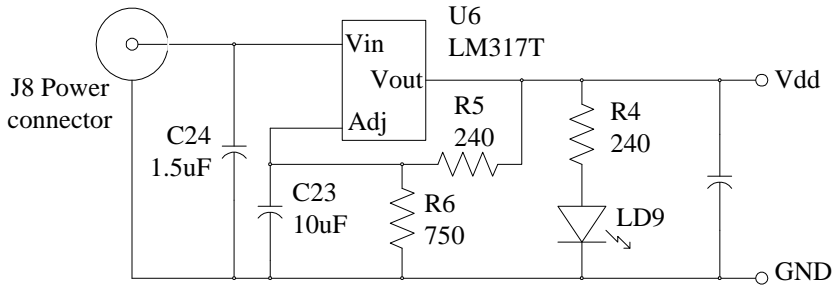 U6
LM317T
Vin
Vout
Adj
J8 Power
connector
C24
1.5uF
C23
10uF
R5
240
R6
750
R4
240
LD9
Vdd
GND